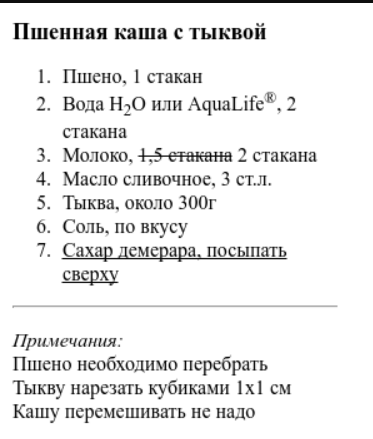 Пшенная каша с тыквой
1. Пшено, 1 стакан
2. Вода H₂O или AquaLife®, 2
стакана
3. Молоко, 1,5 стакана 2 стакана
4. Масло сливочное, 3 ст.л.
5. Тыква, около 300г
6. Соль, по вкусу
7. Сахар демерара, посыпать
сверху
Примечания:
Пшено необходимо перебрать
Тыкву нарезать кубиками 1x1 см
Кашу перемешивать не надо